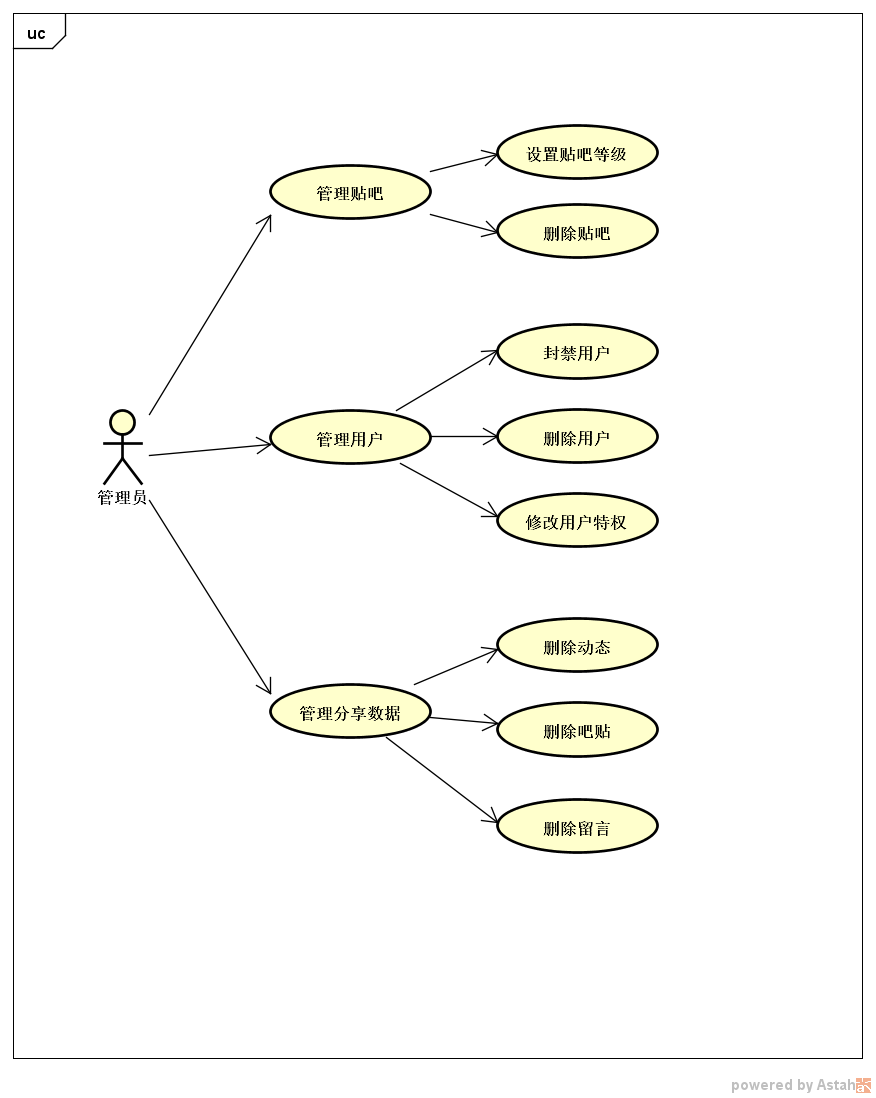 uc
设置贴吧等级
管理贴吧
删除贴吧
封禁用户
管理用户
删除用户
管理员
修改用户特权
删除动态
管理分享数据
删除吧贴
删除留言
powered by Astah